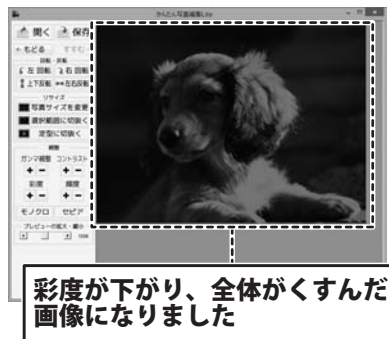 かんたん写真編集Lite
開く 保存
もどる すすむ
回転・反転
左回転 右回転
上下反転 左右反転
リサイズ
写真サイズを変更
選択範囲に切抜く
定型に切抜く
調整
ガンマ調整 コントラスト
+ - + -
彩度 輝度
+ - + -
モノクロ セピア
プレビューの拡大・縮小
彩度が下がり、全体がくすんだ
画像になりました